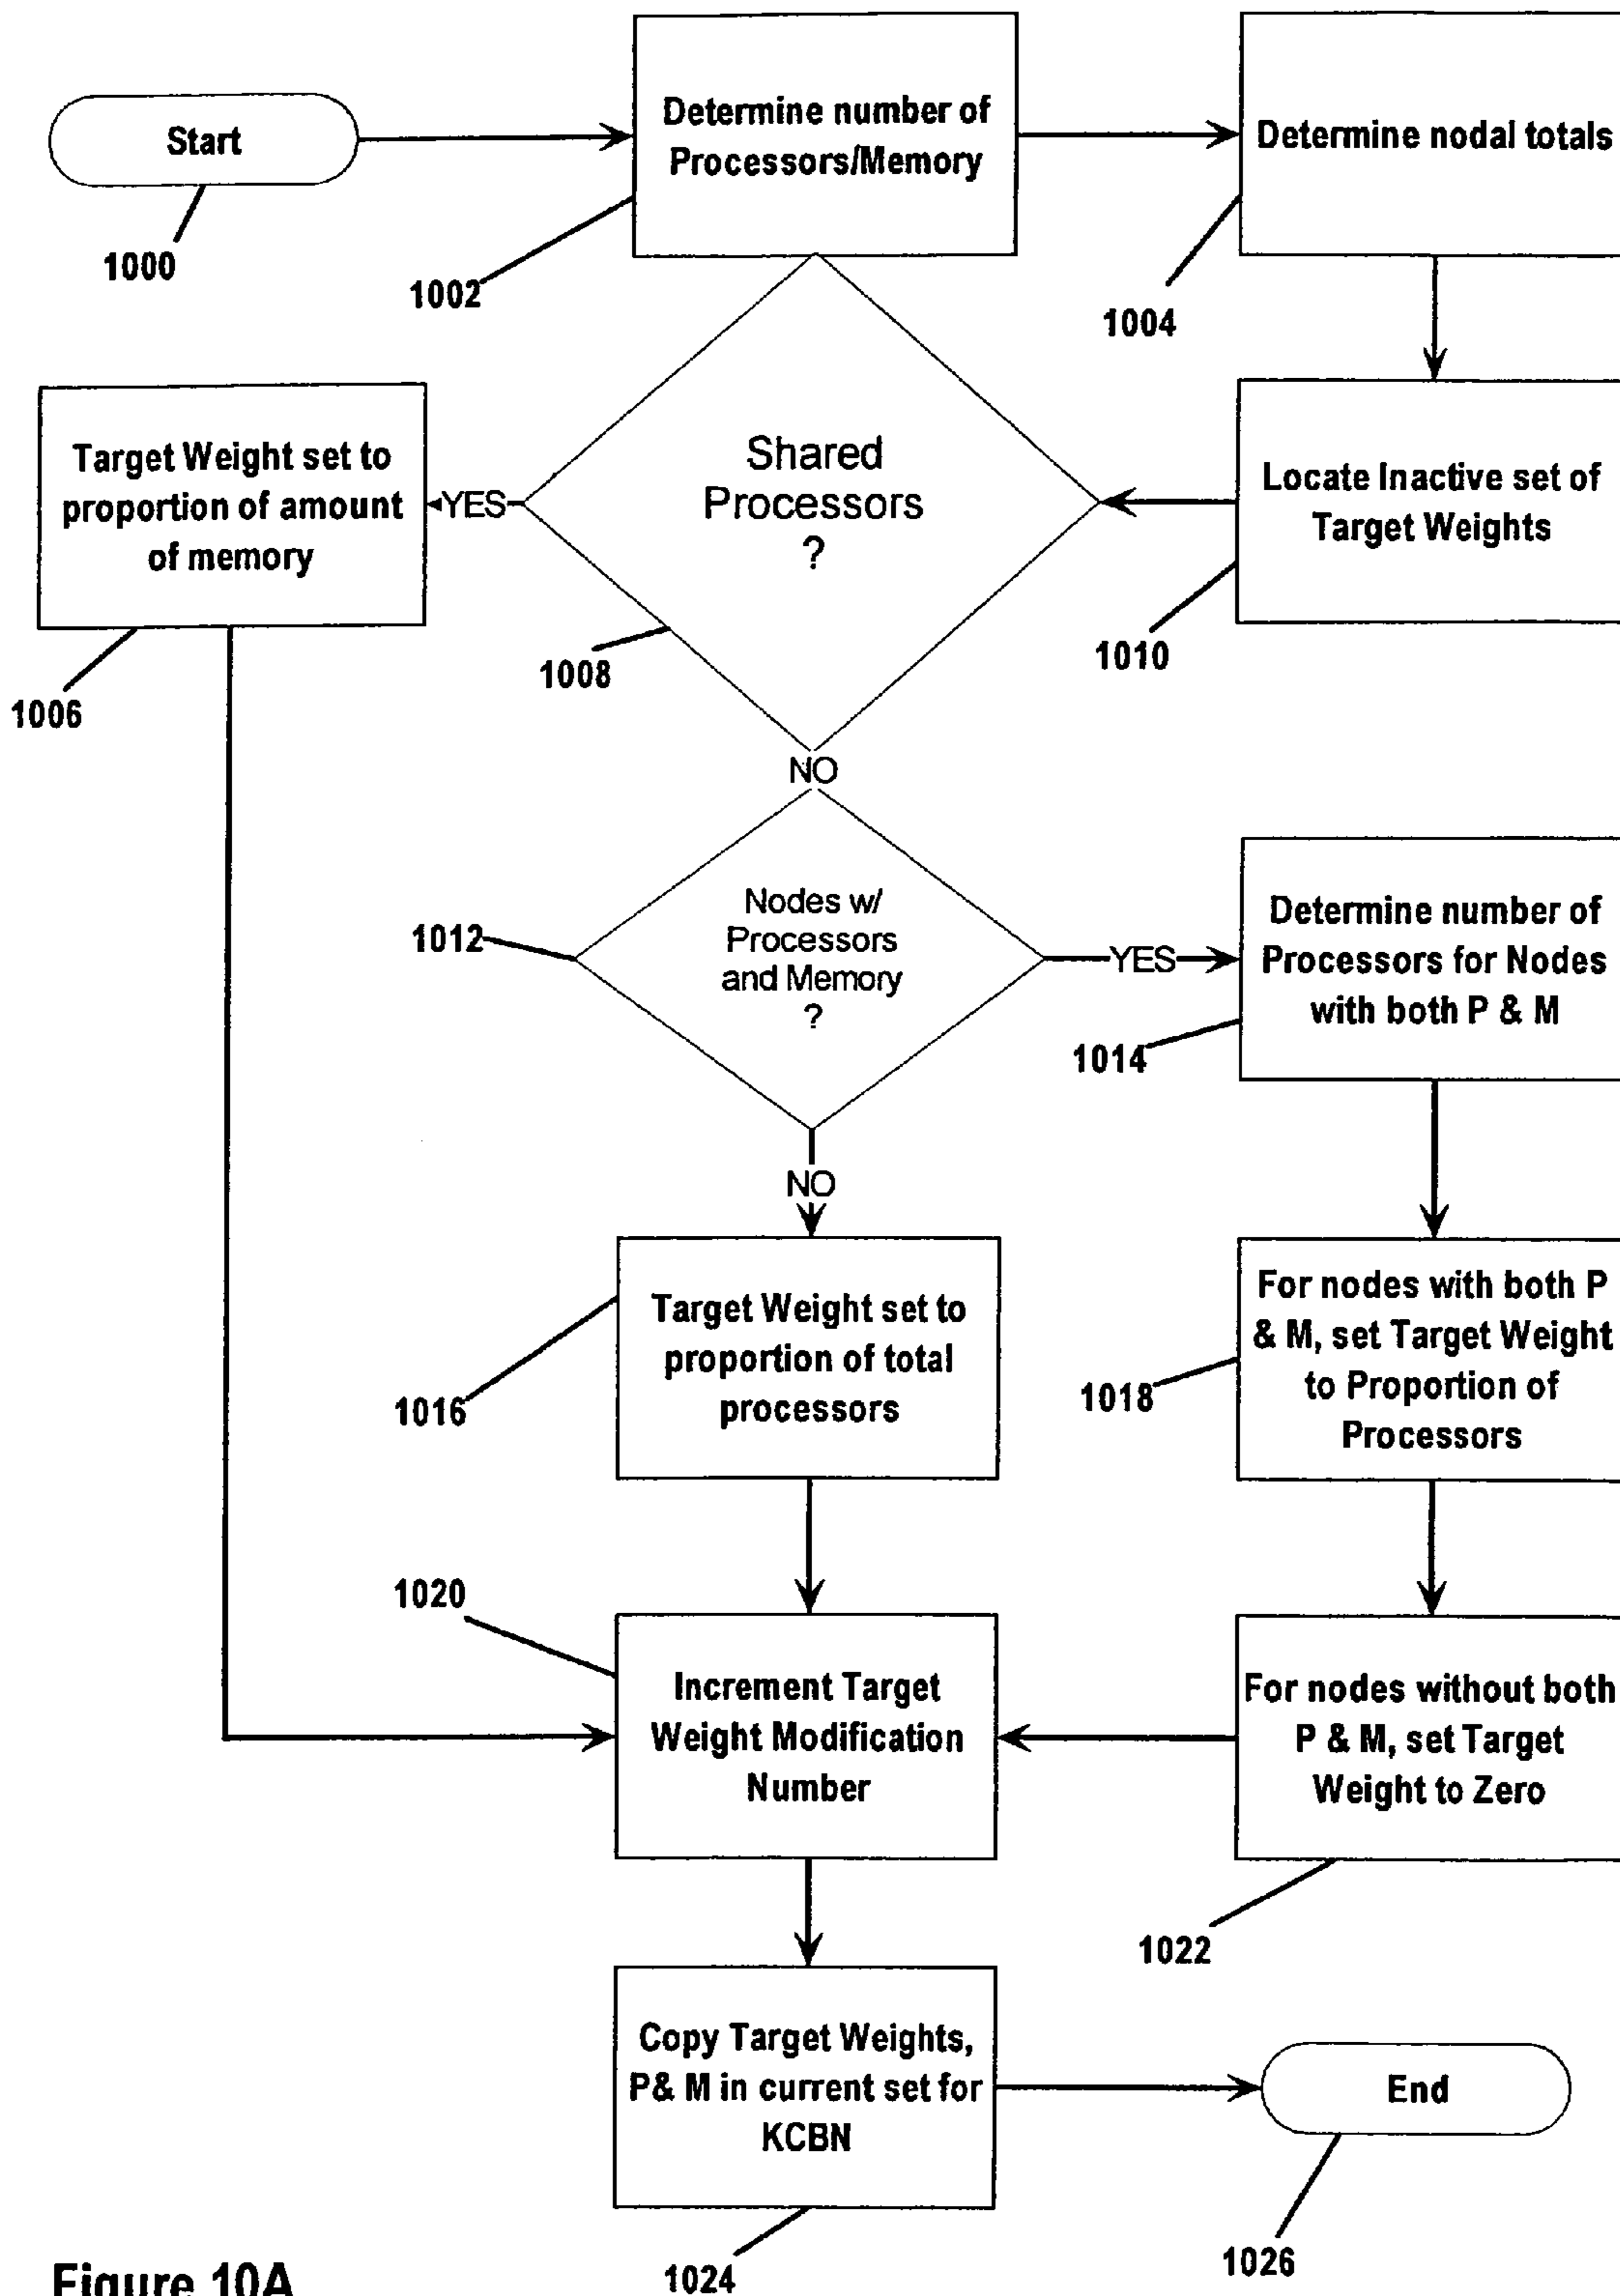 Start
1000
Determine number of
Processors/Memory
1002
Determine nodal totals
1004
Target Weight set to
proportion of amount
of memory
1006
YES
Shared
Processors
?
1008
Locate Inactive set of
Target Weights
1010
NO
1012
Nodes w/
Processors
and Memory
?
YES
Determine number of
Processors for Nodes
with both P & M
1014
NO
Target Weight set to
proportion of total
processors
1016
For nodes with both P
& M, set Target Weight
to Proportion of
Processors
1018
1020
Increment Target
Weight Modification
Number
For nodes without both
P & M, set Target
Weight to Zero
1022
Copy Target Weights,
P& M in current set for
KCBN
1024
End
1026
Figure 10A